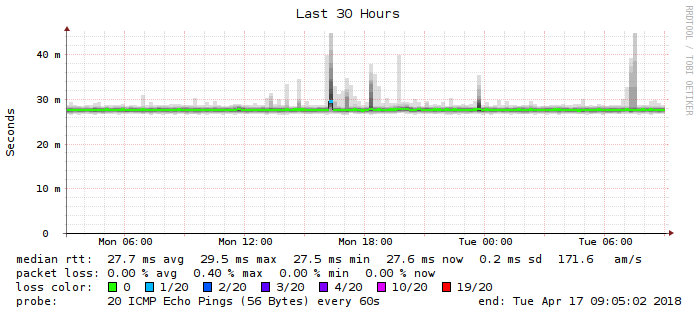 Last 30 Hours
RRDTOOL / TOBI OETIKER
Seconds
40 m
30 m
20 m
10 m
0
Mon 06:00 Mon 12:00 Mon 18:00 Tue 00:00 Tue 06:00
median rtt: 27.7 ms avg 29.5 ms max 27.5 ms min 27.6 ms now 0.2 ms sd 171.6 am/s
packet loss: 0.00 % avg 0.40 % max 0.00 % min 0.00 % now
loss color: 0 1/20 2/20 3/20 4/20 10/20 19/20
probe: 20 ICMP Echo Pings (56 Bytes) every 60s end: Tue Apr 17 09:05:02 2018